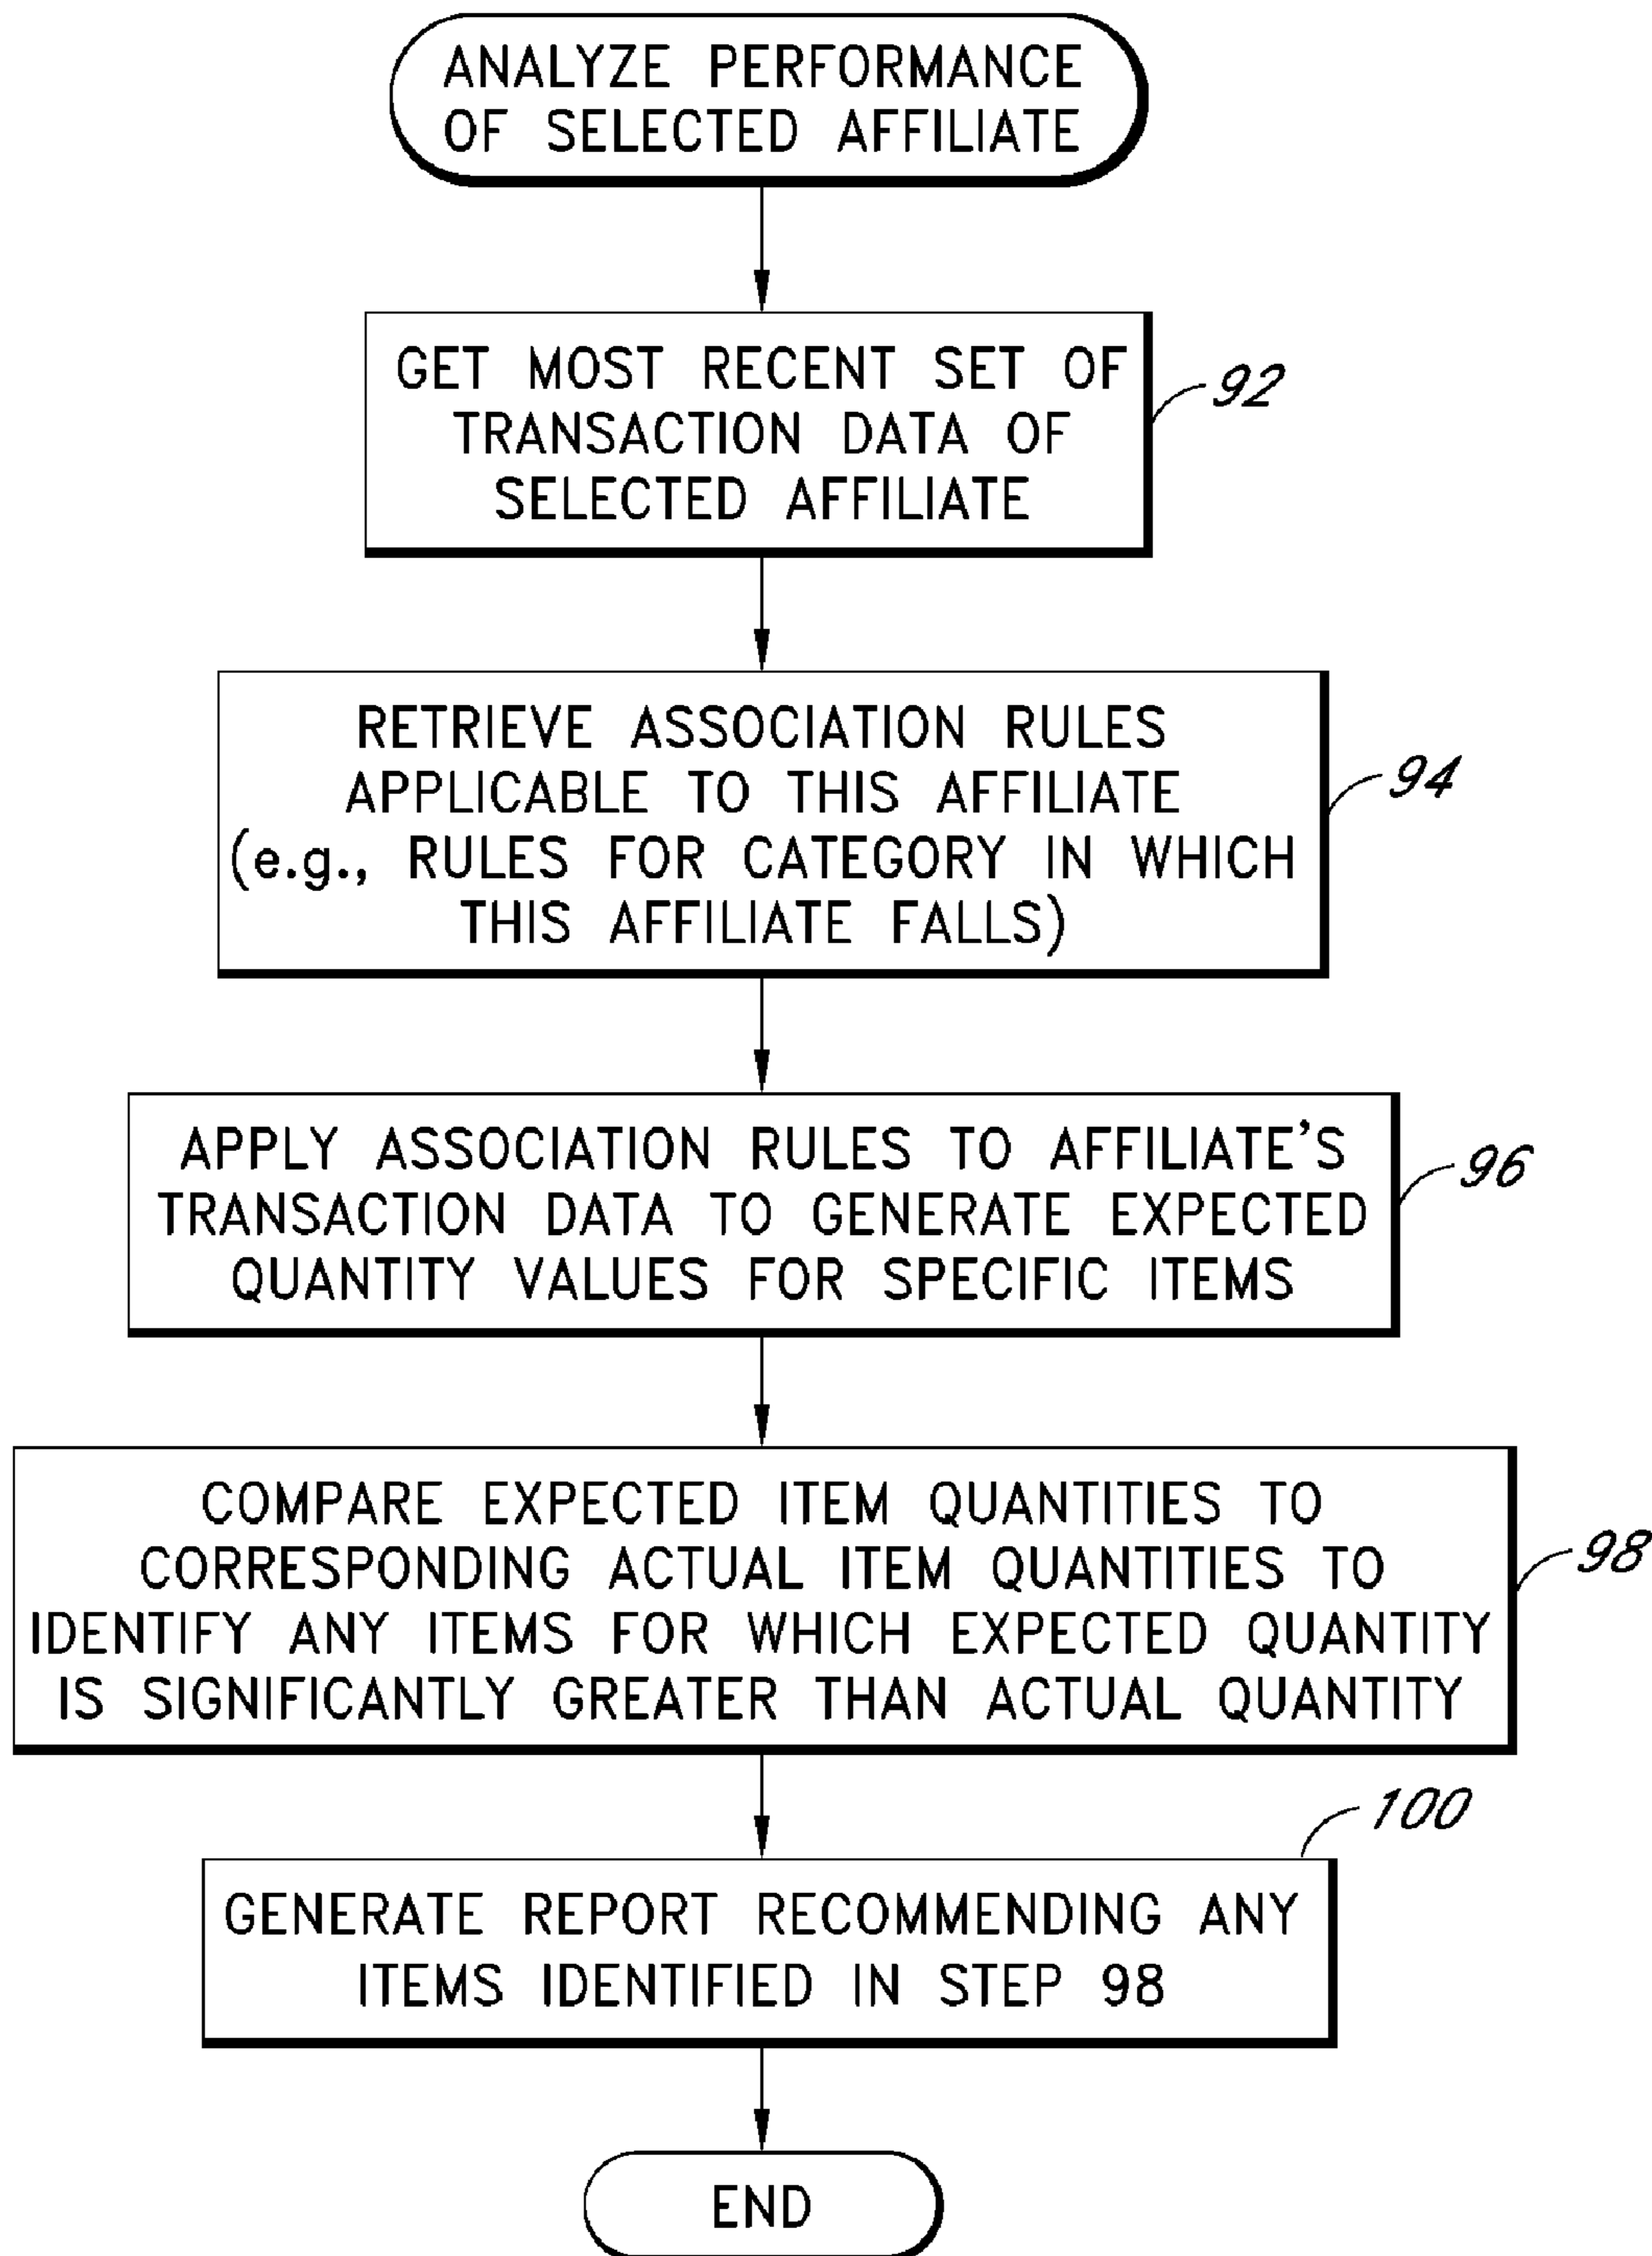 ANALYZE PERFORMANCE
OF SELECTED AFFILIATE
GET MOST RECENT SET OF
TRANSACTION DATA OF
SELECTED AFFILIATE
92
RETRIEVE ASSOCIATION RULES
APPLICABLE TO THIS AFFILIATE
(e.g., RULES FOR CATEGORY IN WHICH
THIS AFFILIATE FALLS)
94
APPLY ASSOCIATION RULES TO AFFILIATE'S
TRANSACTION DATA TO GENERATE EXPECTED
QUANTITY VALUES FOR SPECIFIC ITEMS
96
COMPARE EXPECTED ITEM QUANTITIES TO
CORRESPONDING ACTUAL ITEM QUANTITIES TO
IDENTIFY ANY ITEMS FOR WHICH EXPECTED QUANTITY
IS SIGNIFICANTLY GREATER THAN ACTUAL QUANTITY
98
100
GENERATE REPORT RECOMMENDING ANY
ITEMS IDENTIFIED IN STEP 98
END